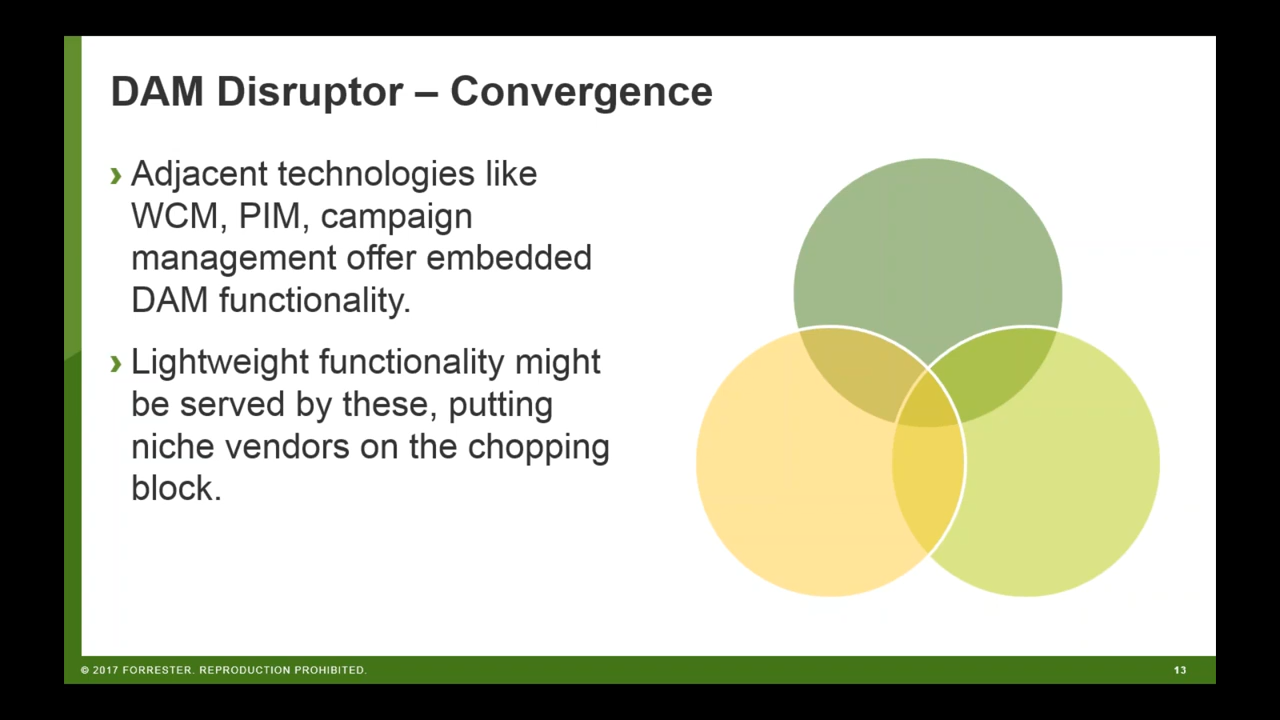 DAM Disruptor – Convergence
› Adjacent technologies like
WCM, PIM, campaign
management offer embedded
DAM functionality.
› Lightweight functionality might
be served by these, putting
niche vendors on the chopping
block.
© 2017 FORRESTER. REPRODUCTION PROHIBITED.
13